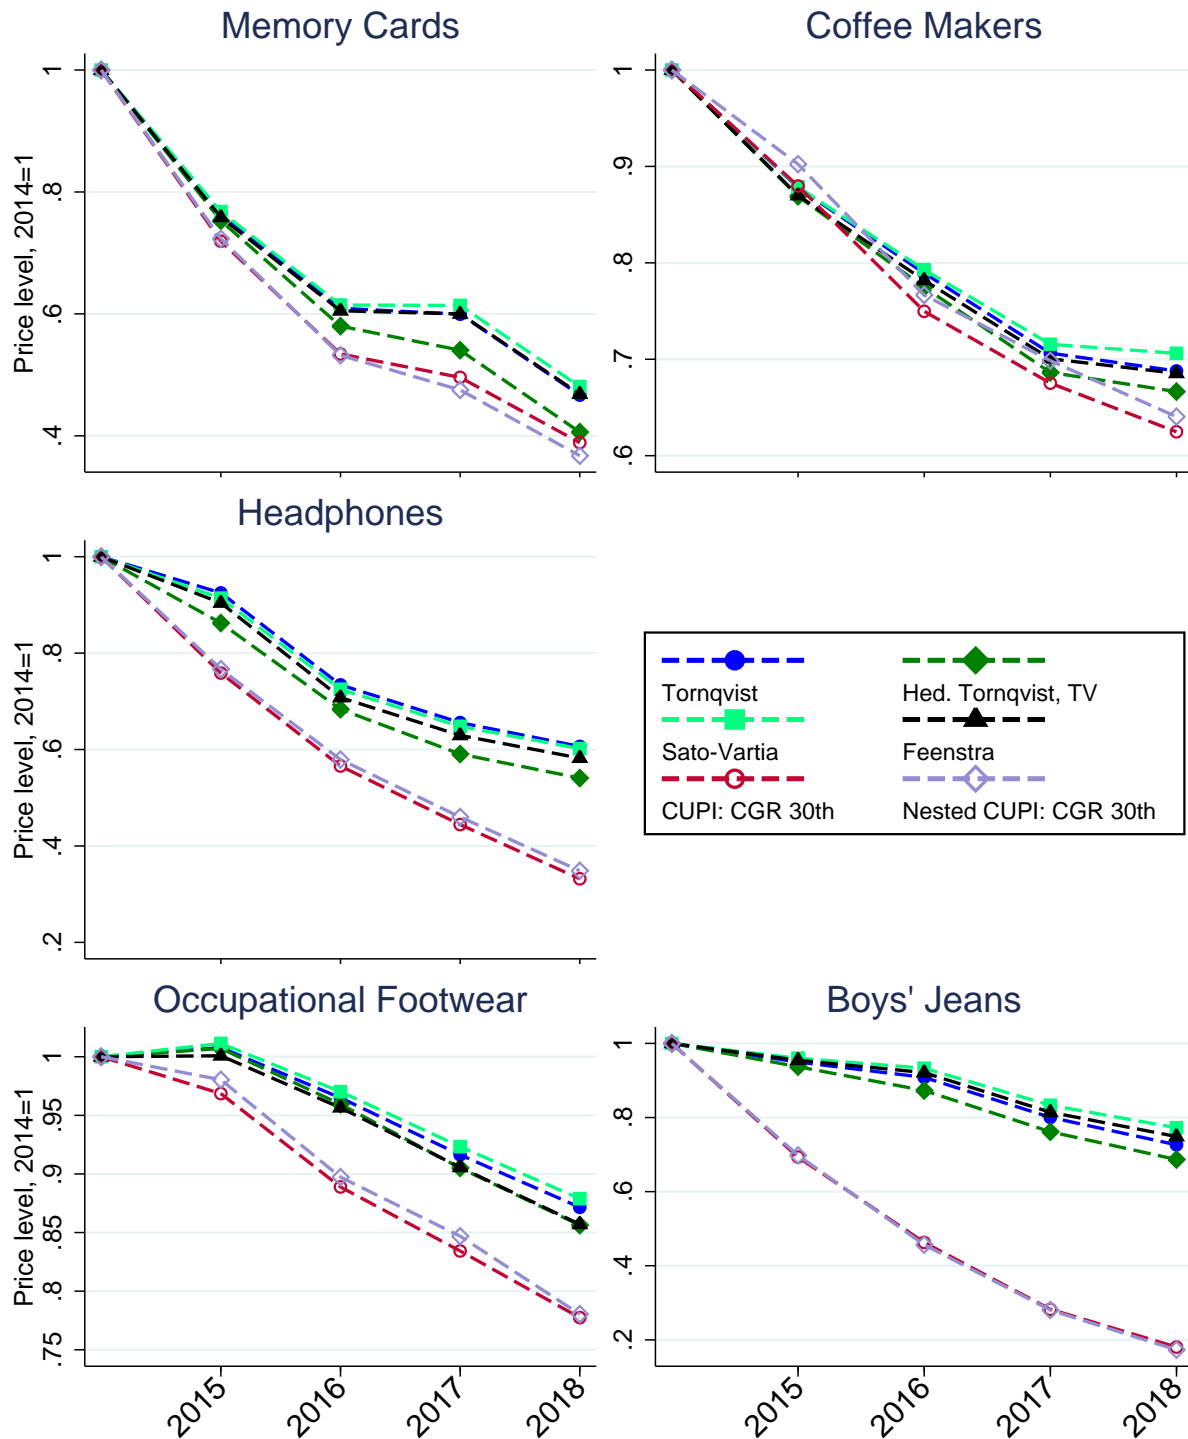 Memory Cards
Price level, 2014=1
1
.8
.6
.4
Coffee Makers
1
.9
.8
.7
.6
Headphones
Price level, 2014=1
1
.8
.6
.4
.2
Tornqvist
Hed. Tornqvist, TV
Sato-Vartia
Feenstra
CUPI: CGR 30th
Nested CUPI: CGR 30th
Occupational Footwear
Price level, 2014=1
1
.95
.9
.85
.8
.75
2015 2016 2017 2018
Boys' Jeans
1
.8
.6
.4
.2
2015 2016 2017 2018